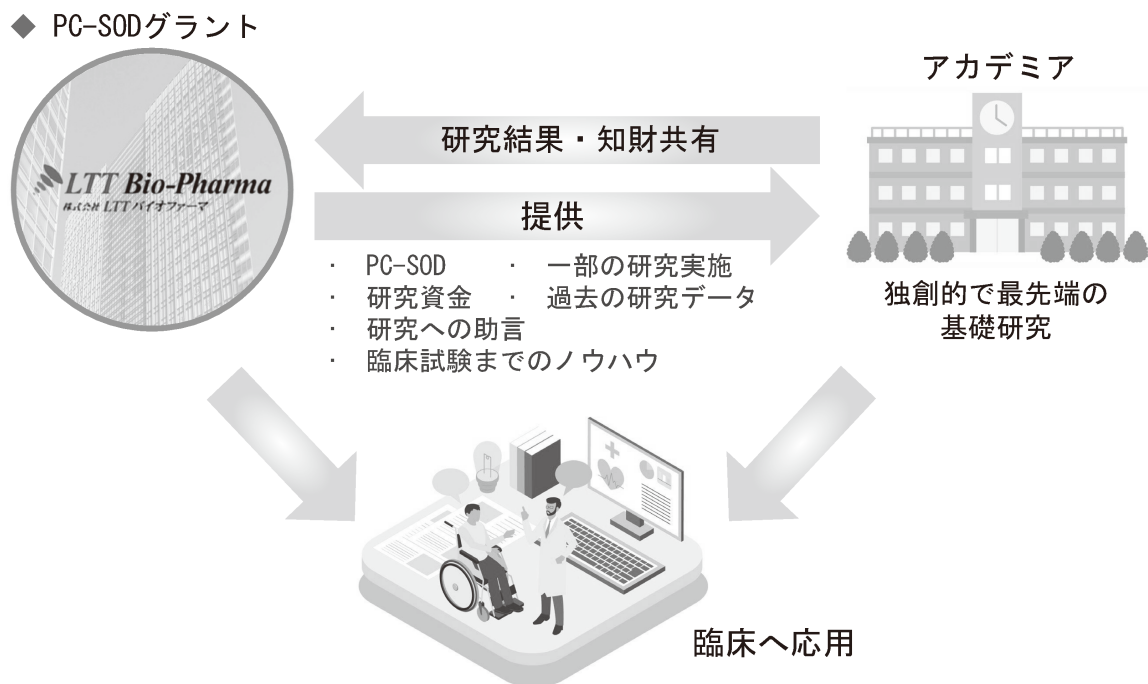 ◆ PC-SODグラント
アカデミア
研究結果・知財共有
LTT Bio-Pharma
株式会社 LTT バイオファーマ
提供
・ PC-SOD ・ 一部の研究実施
・ 研究資金 ・ 過去の研究データ
・ 研究への助言
・ 臨床試験までのノウハウ
独創的で最先端の
基礎研究
臨床へ応用